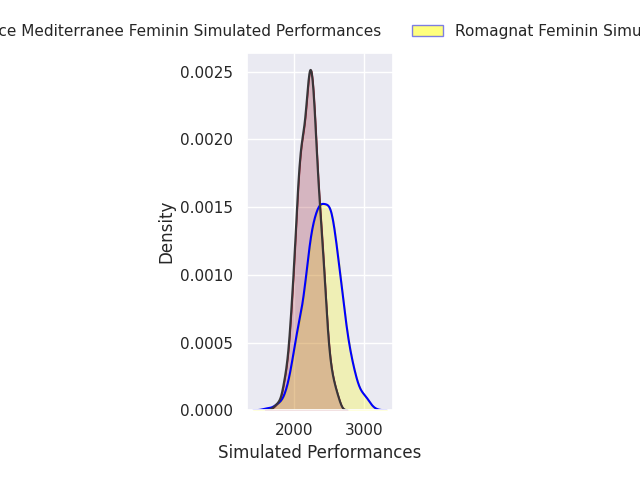 ce Mediterranee Feminin Simulated Performances Romagnat Feminin Simu
0.0025
0.0020
0.0015
0.0010
0.0005
0.0000
Density
2000 3000
Simulated Performances